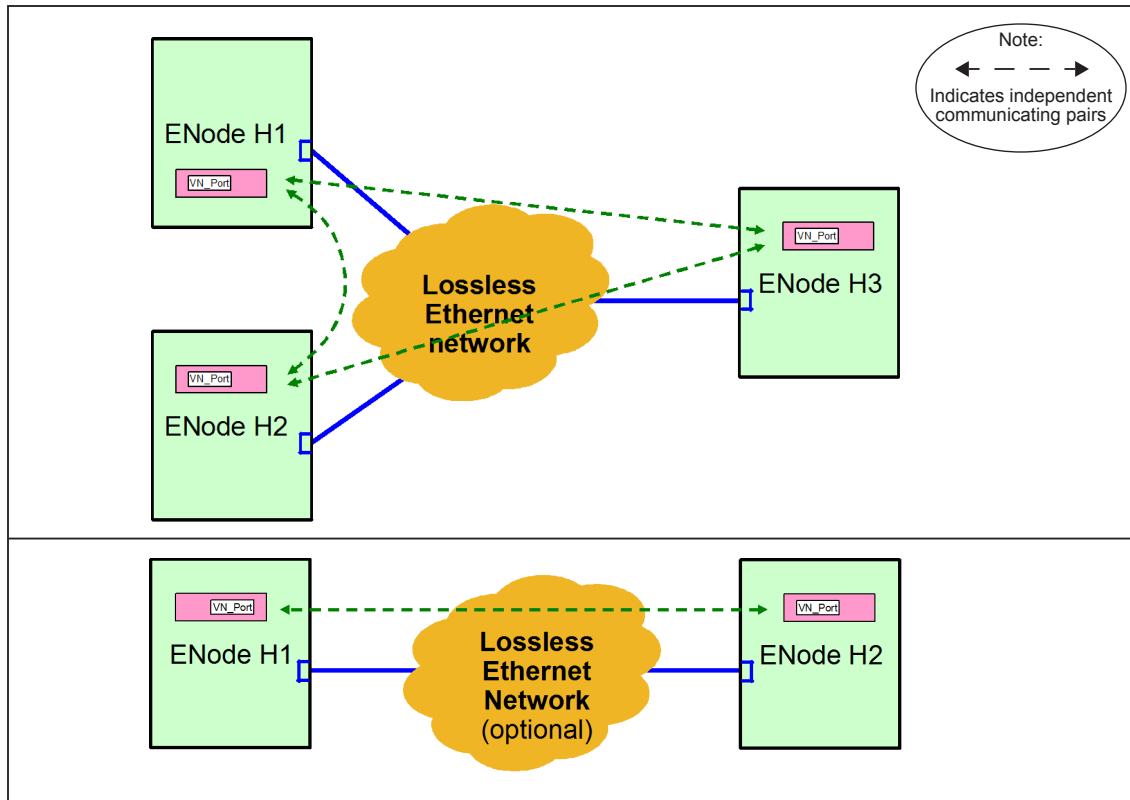 Note:
Indicates independent
communicating pairs
ENode H1
VN_Port
VN_Port
ENode H3
Lossless
Ethernet
network
VN_Port
ENode H2
VN_Port
ENode H1
Lossless
Ethernet
Network
(optional)
VN_Port
ENode H2